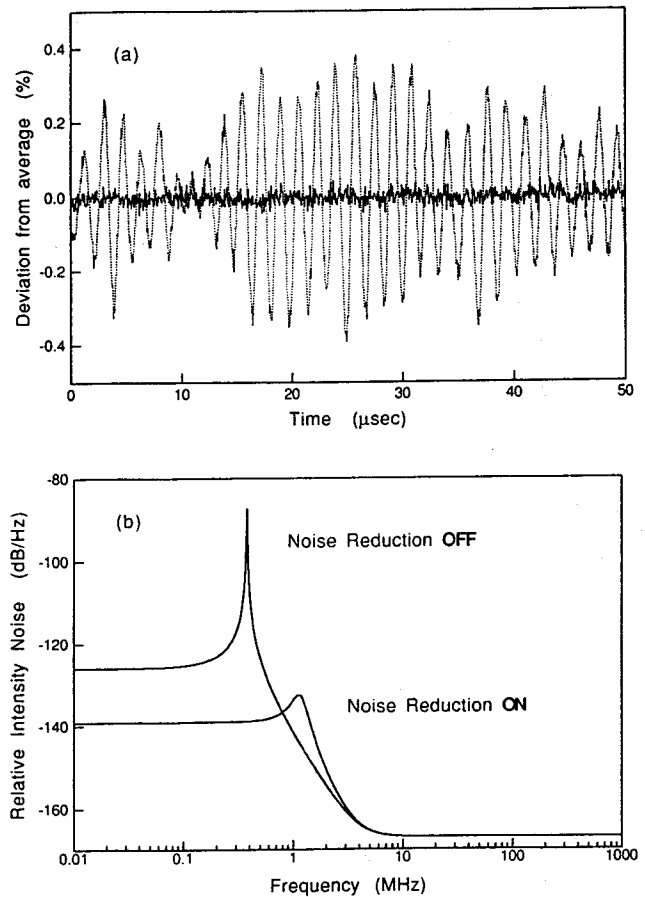 (a)
Deviation from average (%)
0.4
0.2
0.0
-0.2
-0.4
0
10
20
30
40
50
Time (μsec)
(b)
Relative Intensity Noise (dB/Hz)
-80
-100
-120
-140
-160
Noise Reduction OFF
Noise Reduction ON
0.01
0.1
1
10
100
1000
Frequency (MHz)